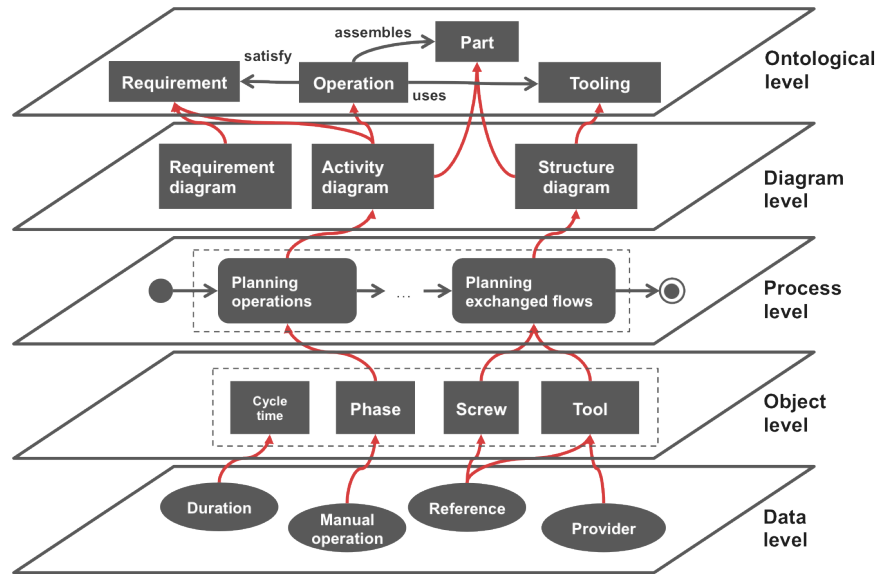 assembles
Part
Ontological
level
satisfy
Requirement
Operation
uses
Tooling
Requirement
diagram
Activity
diagram
Structure
diagram
Diagram
level
Planning
operations
...
Planning
exchanged flows
Process
level
Cycle
time
Phase
Screw
Tool
Object
level
Duration
Manual
operation
Reference
Provider
Data
level